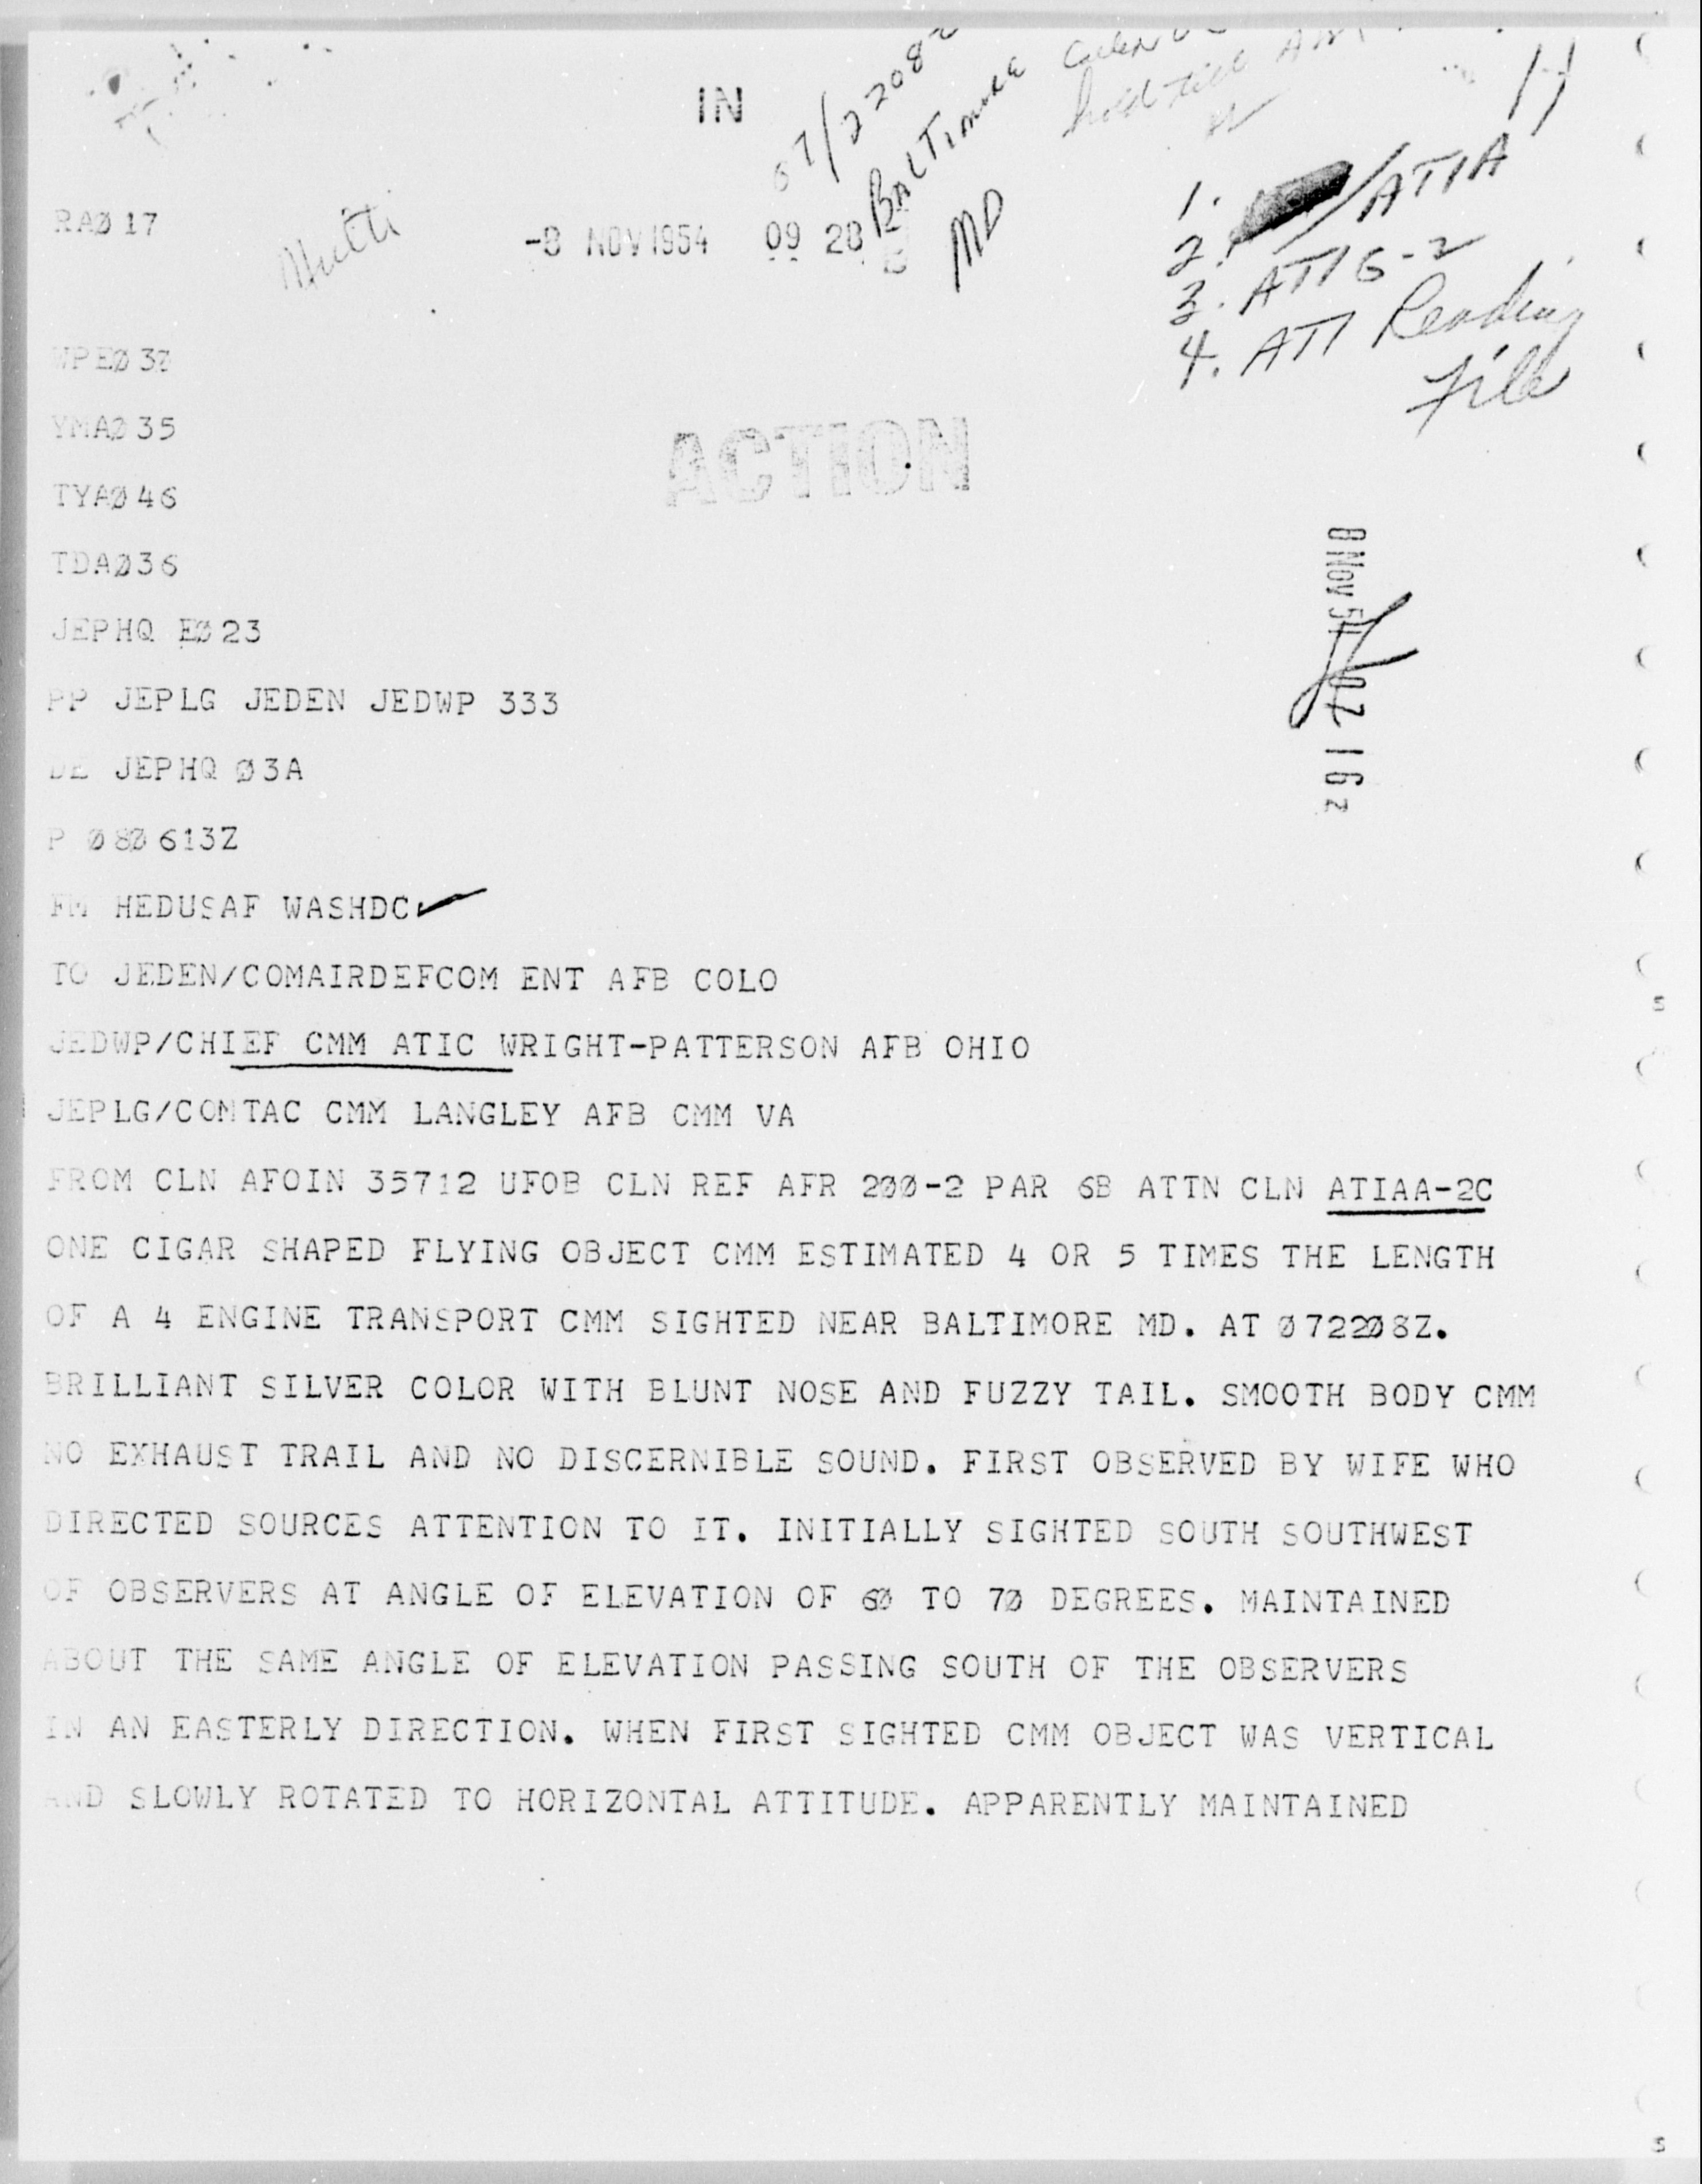 IN
07/2208Z
BALTIMORE
MD
hold till
1. /ATIA
2.
3. ATIG-2
4. ATI Reading
File
RAØ17
-8 NOV 1954 09 28
WPEØ37
YMAØ35
ACTION
TYAØ46
TDAØ36
8 Nov 54 07 16z
JEPHQ EØ23
PP JEPLG JEDEN JEDWP 333
DE JEPHQ Ø3A
P Ø8Ø613Z
FM HEDUSAF WASHDC
TO JEDEN/COMAIRDEFCOM ENT AFB COLO
JEDWP/CHIEF CMM ATIC WRIGHT-PATTERSON AFB OHIO
JEPLG/COMTAC CMM LANGLEY AFB CMM VA
FROM CLN AFOIN 35712 UFOB CLN REF AFR 2ØØ-2 PAR 6B ATTN CLN ATIAA-2C
ONE CIGAR SHAPED FLYING OBJECT CMM ESTIMATED 4 OR 5 TIMES THE LENGTH
OF A 4 ENGINE TRANSPORT CMM SIGHTED NEAR BALTIMORE MD. AT Ø722Ø8Z.
BRILLIANT SILVER COLOR WITH BLUNT NOSE AND FUZZY TAIL. SMOOTH BODY CMM
NO EXHAUST TRAIL AND NO DISCERNIBLE SOUND. FIRST OBSERVED BY WIFE WHO
DIRECTED SOURCES ATTENTION TO IT. INITIALLY SIGHTED SOUTH SOUTHWEST
OF OBSERVERS AT ANGLE OF ELEVATION OF 6Ø TO 7Ø DEGREES. MAINTAINED
ABOUT THE SAME ANGLE OF ELEVATION PASSING SOUTH OF THE OBSERVERS
IN AN EASTERLY DIRECTION. WHEN FIRST SIGHTED CMM OBJECT WAS VERTICAL
AND SLOWLY ROTATED TO HORIZONTAL ATTITUDE. APPARENTLY MAINTAINED